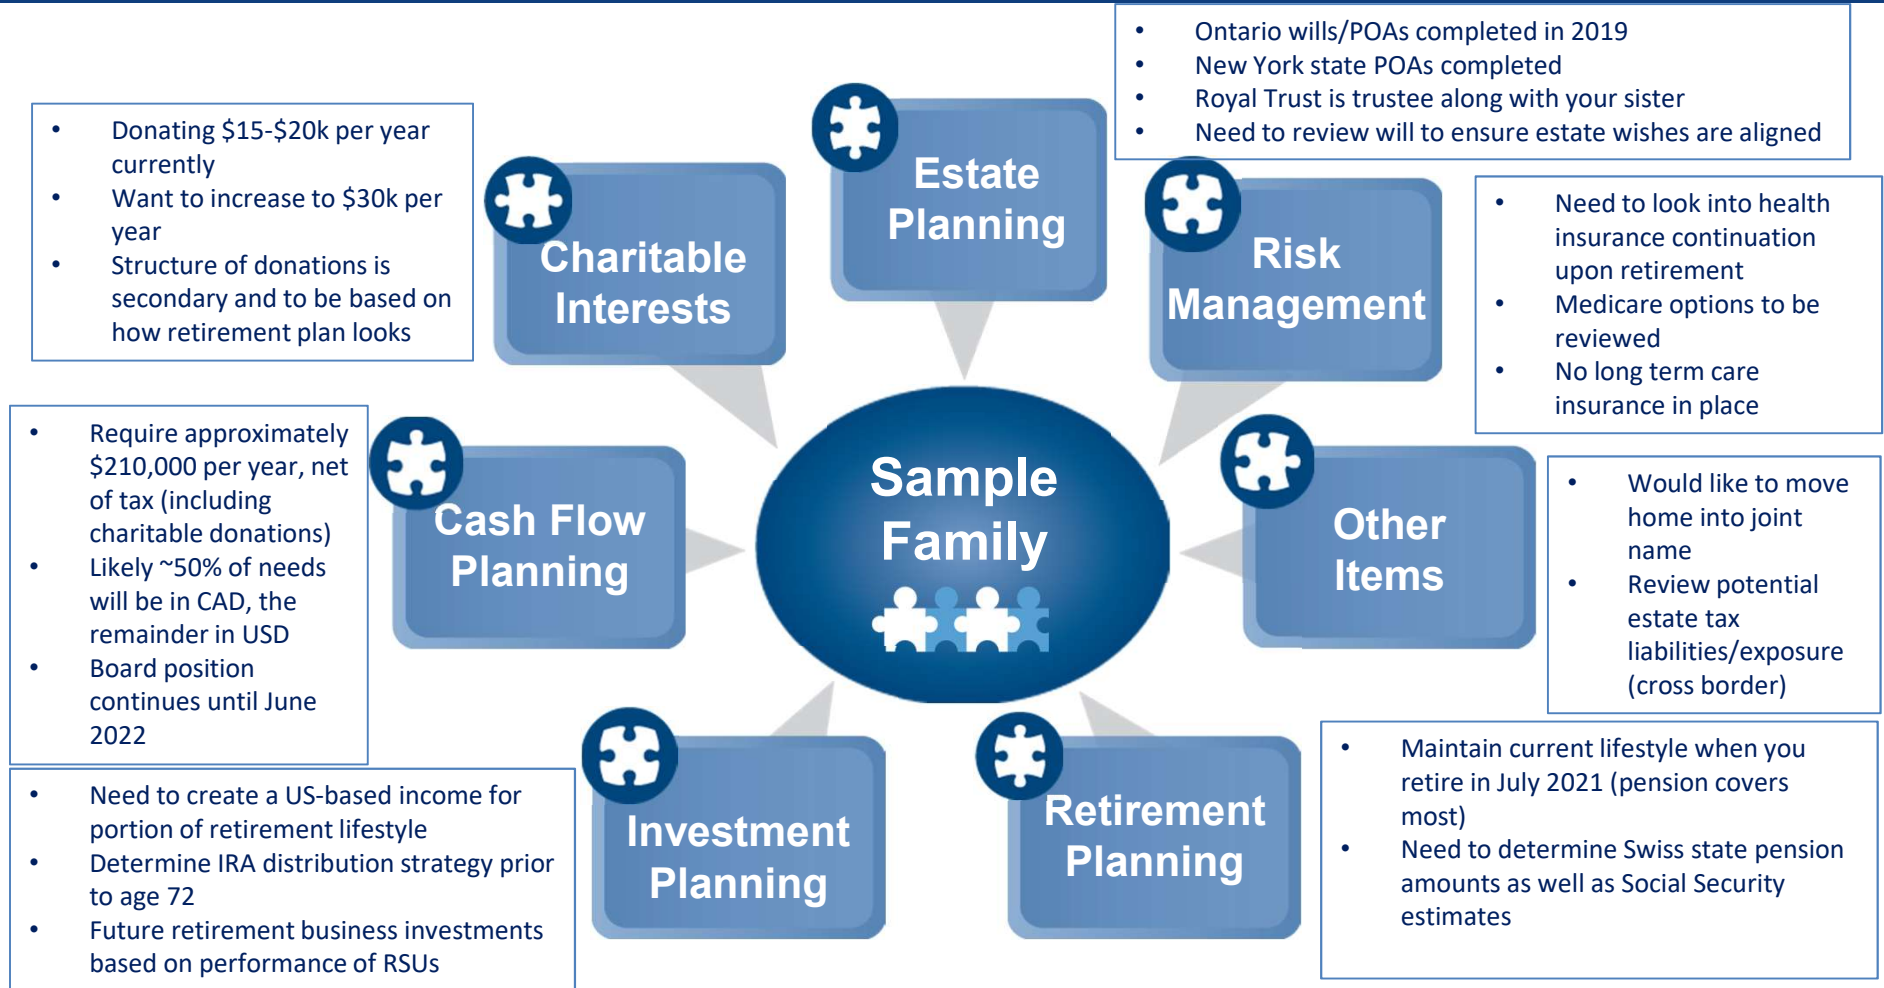 • Ontario wills/POAs completed in 2019
• New York state POAs completed
• Royal Trust is trustee along with your sister
• Need to review will to ensure estate wishes are aligned
Estate
Planning
• Donating $15-$20k per year
currently
• Want to increase to $30k per
year
• Structure of donations is
secondary and to be based on
how retirement plan looks
Charitable
Interests
Risk
Management
• Need to look into health
insurance continuation
upon retirement
• Medicare options to be
reviewed
• No long term care
insurance in place
• Require approximately
$210,000 per year, net
of tax (including
charitable donations)
• Likely ~50% of needs
will be in CAD, the
remainder in USD
• Board position
continues until June
2022
Cash Flow
Planning
Sample
Family
Other
Items
• Would like to move
home into joint
name
• Review potential
estate tax
liabilities/exposure
(cross border)
• Need to create a US-based income for
portion of retirement lifestyle
• Determine IRA distribution strategy prior
to age 72
• Future retirement business investments
based on performance of RSUs
Investment
Planning
Retirement
Planning
• Maintain current lifestyle when you
retire in July 2021 (pension covers
most)
• Need to determine Swiss state pension
amounts as well as Social Security
estimates